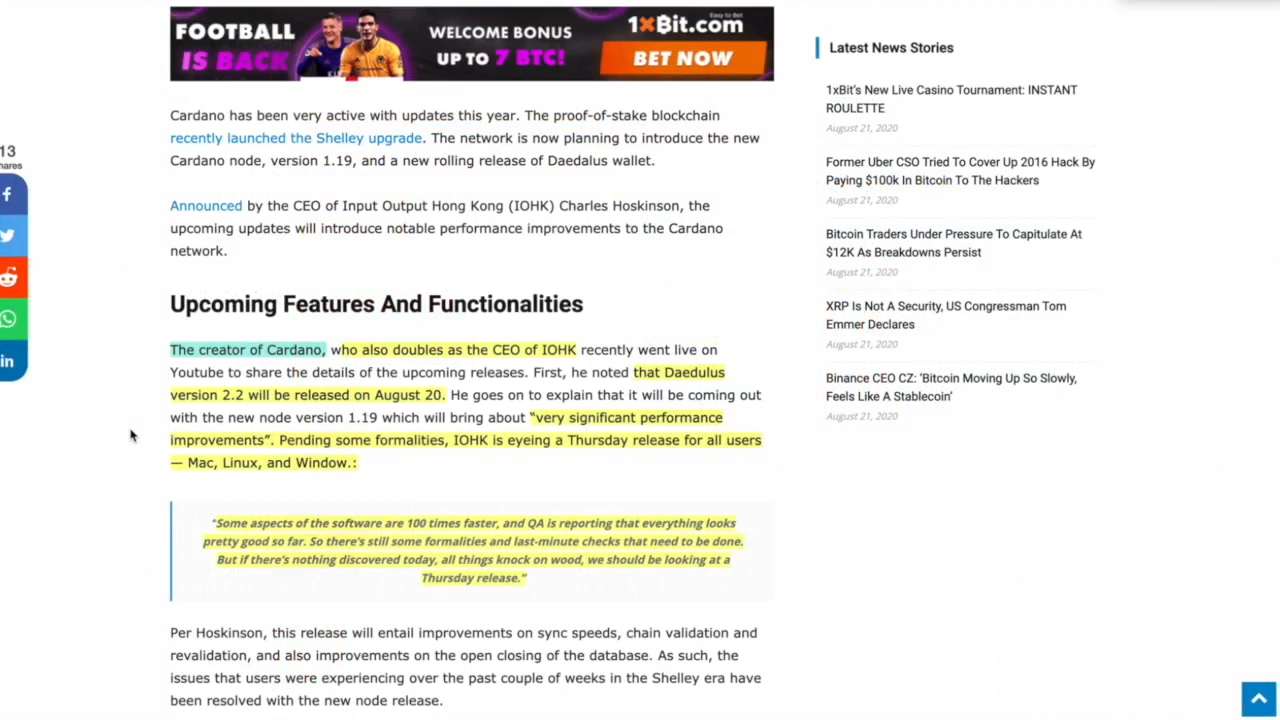 FOOTBALL
IS BACK
WELCOME BONUS
UP TO 7 BTC!
Easy to Bet
1×Bit.com
BET NOW
Cardano has been very active with updates this year. The proof-of-stake blockchain
recently launched the Shelley upgrade. The network is now planning to introduce the new
Cardano node, version 1.19, and a new rolling release of Daedalus wallet.
Announced by the CEO of Input Output Hong Kong (IOHK) Charles Hoskinson, the
upcoming updates will introduce notable performance improvements to the Cardano
network.
Upcoming Features And Functionalities
The creator of Cardano, who also doubles as the CEO of IOHK recently went live on
Youtube to share the details of the upcoming releases. First, he noted that Daedulus
version 2.2 will be released on August 20. He goes on to explain that it will be coming out
with the new node version 1.19 which will bring about “very significant performance
improvements”. Pending some formalities, IOHK is eyeing a Thursday release for all users
— Mac, Linux, and Window.:
“Some aspects of the software are 100 times faster, and QA is reporting that everything looks
pretty good so far. So there’s still some formalities and last-minute checks that need to be done.
But if there’s nothing discovered today, all things knock on wood, we should be looking at a
Thursday release.”
Per Hoskinson, this release will entail improvements on sync speeds, chain validation and
revalidation, and also improvements on the open closing of the database. As such, the
issues that users were experiencing over the past couple of weeks in the Shelley era have
been resolved with the new node release.
13
hares
Latest News Stories
1xBit’s New Live Casino Tournament: INSTANT
ROULETTE
August 21, 2020
Former Uber CSO Tried To Cover Up 2016 Hack By
Paying $100k In Bitcoin To The Hackers
August 21, 2020
Bitcoin Traders Under Pressure To Capitulate At
$12K As Breakdowns Persist
August 21, 2020
XRP Is Not A Security, US Congressman Tom
Emmer Declares
August 21, 2020
Binance CEO CZ: ‘Bitcoin Moving Up So Slowly,
Feels Like A Stablecoin’
August 21, 2020